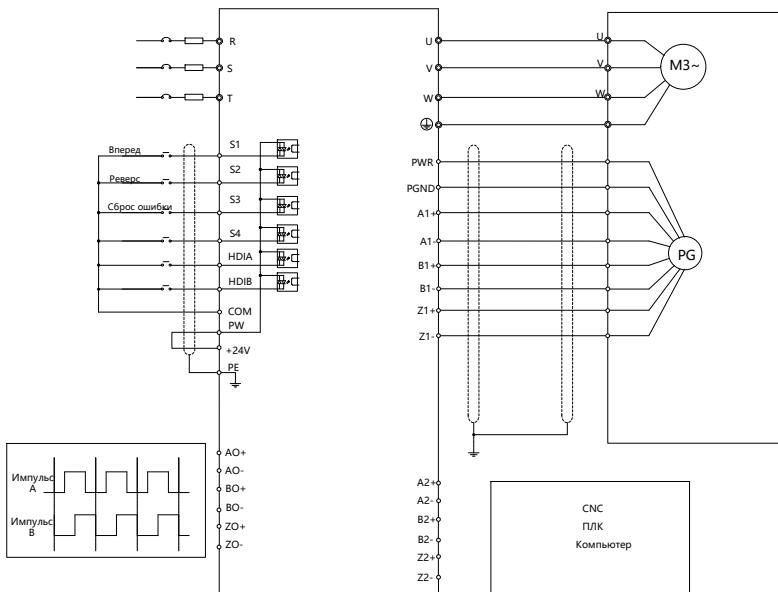 R
S
T
Вперед
S1
Реверс
S2
Сброс ошибки
S3
S4
HDIA
HDIB
COM
PW
+24V
PE
Импульс
A
Импульс
B
AO+
AO-
BO+
BO-
ZO+
ZO-
U
V
W
PWR
PGND
A1+
A1-
B1+
B1-
Z1+
Z1-
A2+
A2-
B2+
B2-
Z2+
Z2-
U
V
W
M3~
PG
CNC
ПЛК
Компьютер